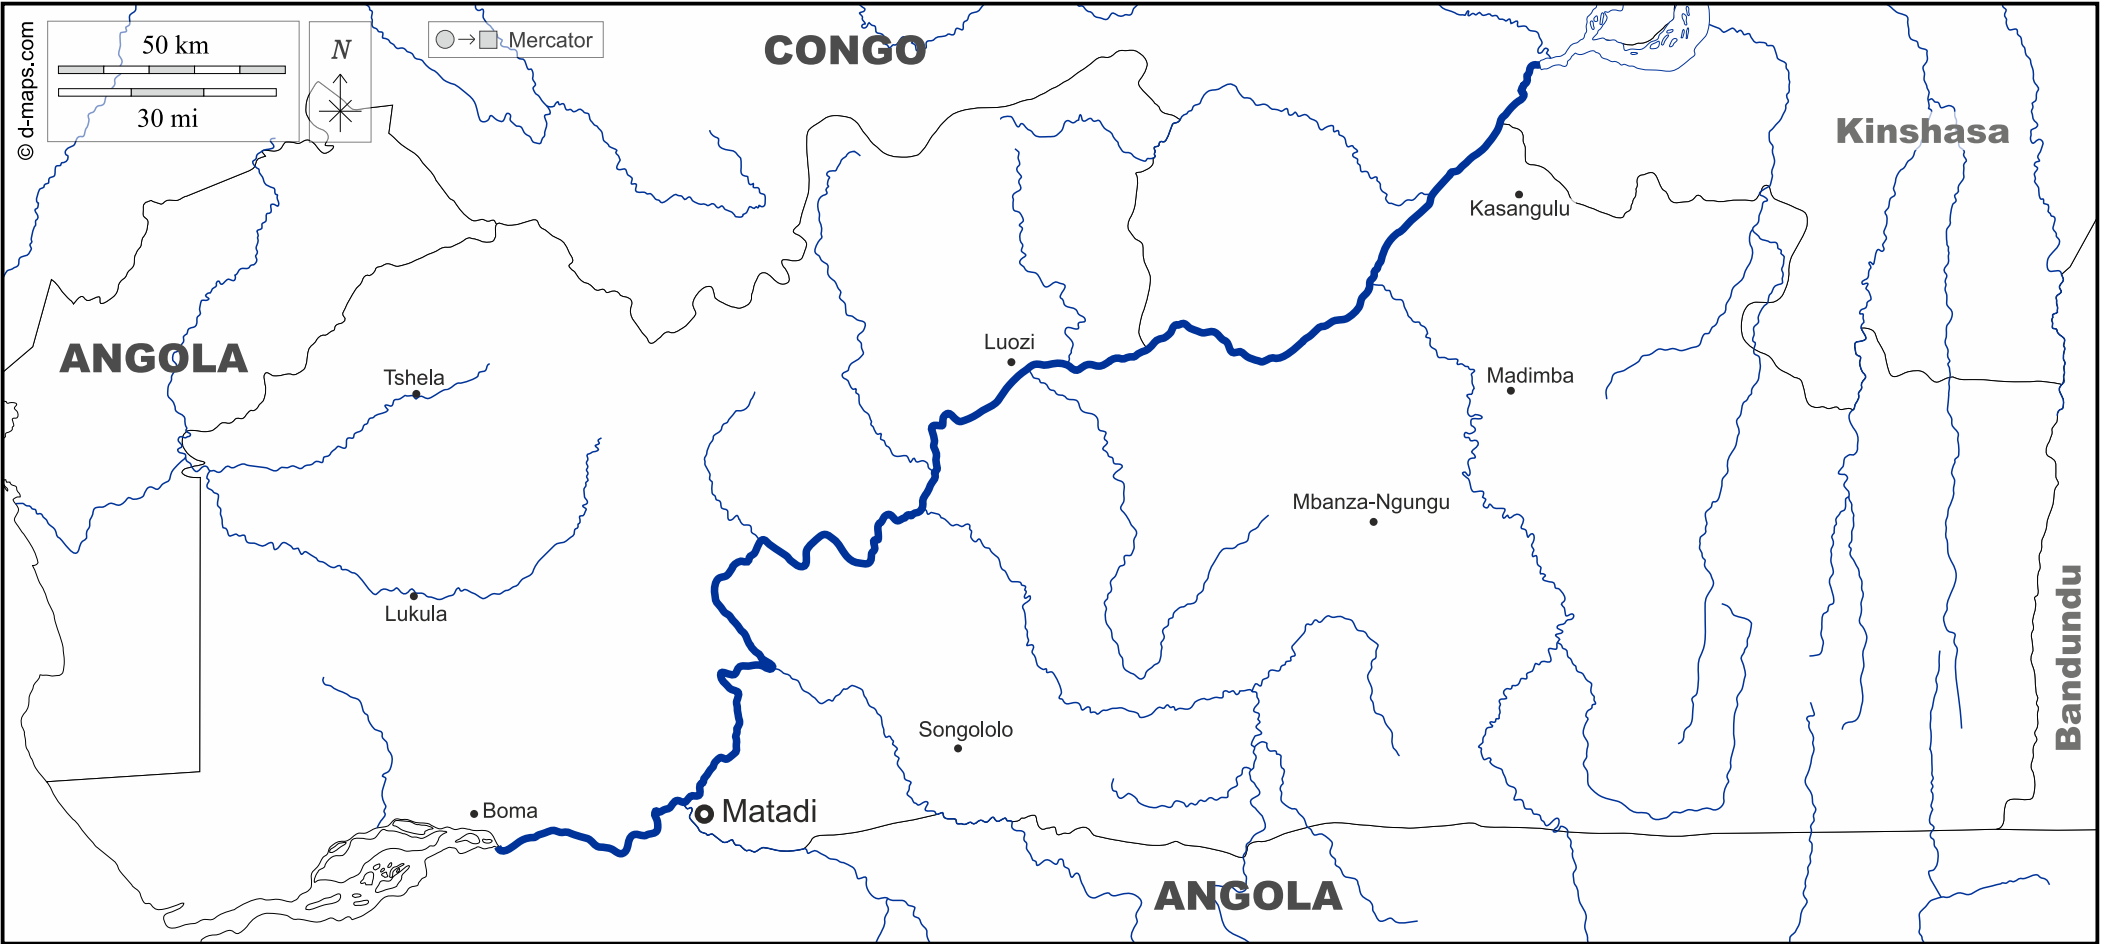 © d-maps.com
50 km
30 mi
N
Mercator
CONGO
Kinshasa
Kasangulu
ANGOLA
Luozi
Tshela
Madimba
Mbanza-Ngungu
Lukula
Bandundu
Songololo
Boma
Matadi
ANGOLA